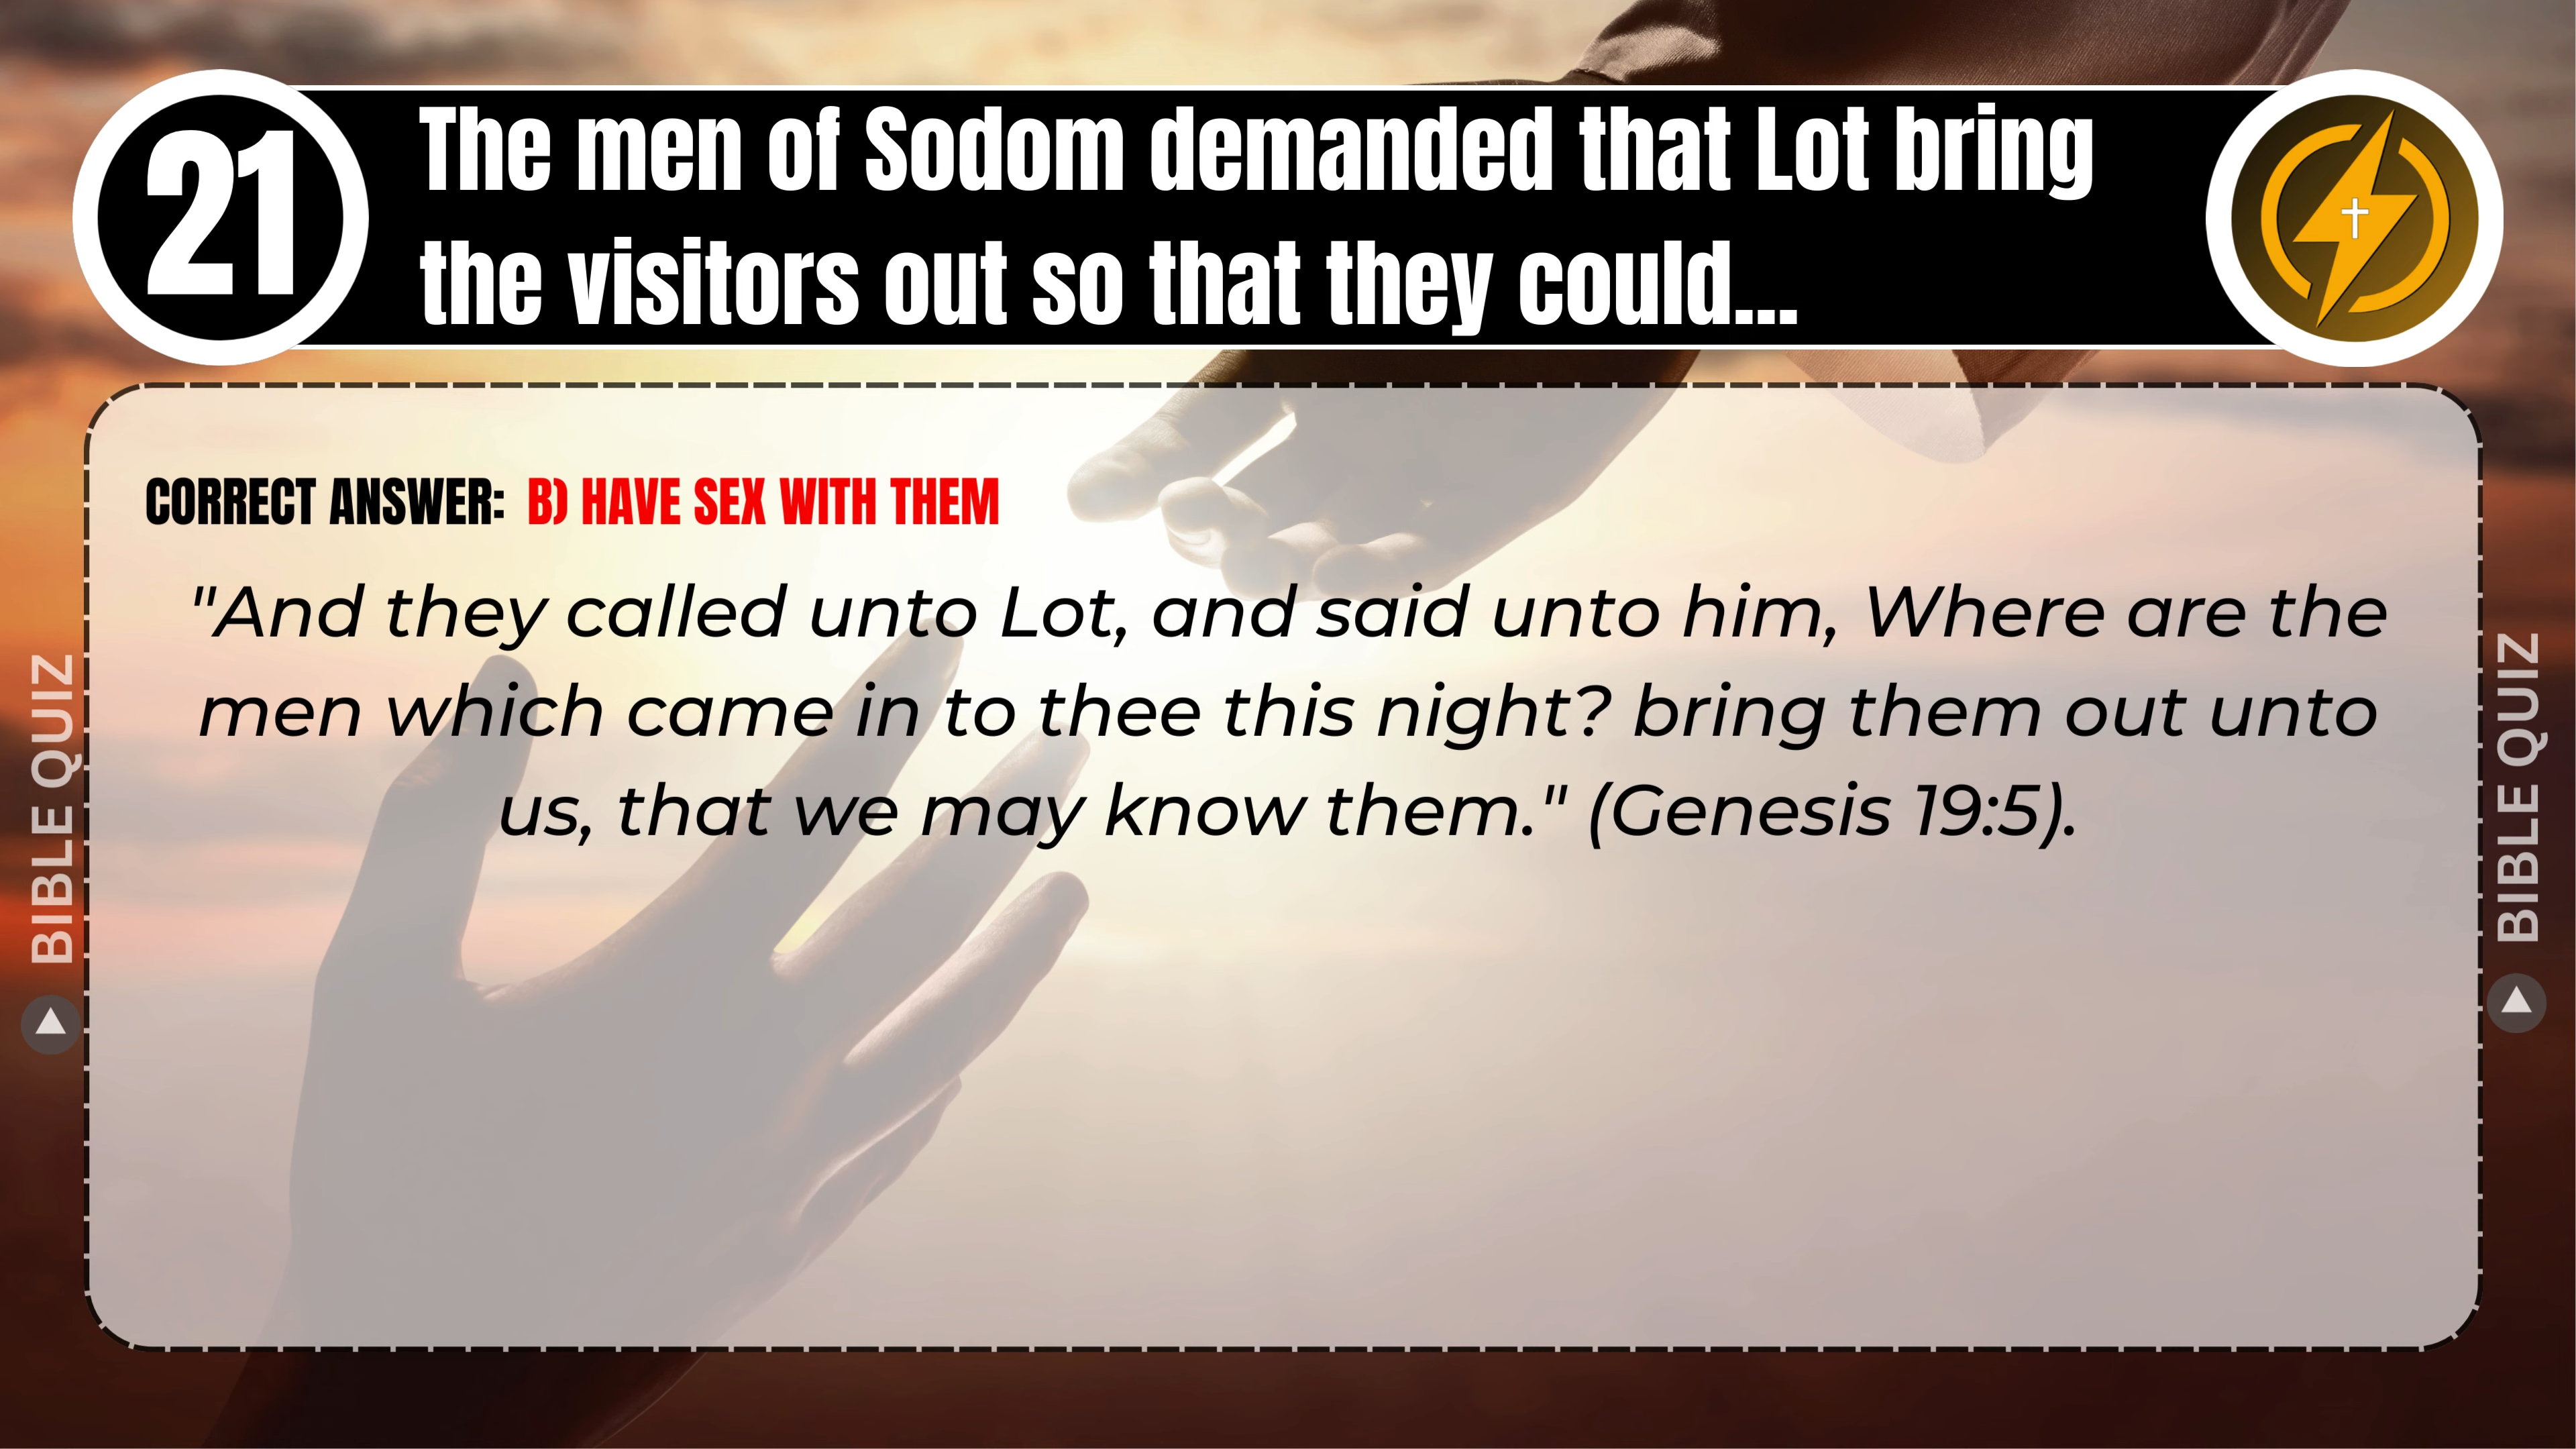 21
The men of Sodom demanded that Lot bring
the visitors out so that they could...
CORRECT ANSWER: B) HAVE SEX WITH THEM
"And they called unto Lot, and said unto him, Where are the
men which came in to thee this night? bring them out unto
us, that we may know them." (Genesis 19:5).
BIBLE QUIZ
BIBLE QUIZ